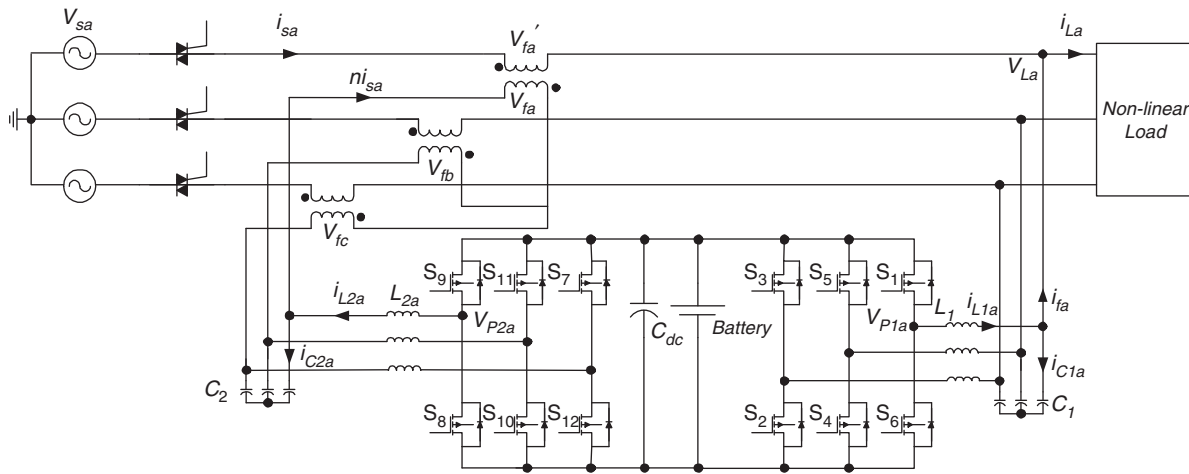 V_sa
i_sa
V_fa'
i_La
V_La
Non-linear
Load
ni_sa
V_fa
V_fb
V_fc
S_9
S_11
S_7
S_3
S_5
S_1
i_L2a
L_2a
V_P2a
C_dc
Battery
V_P1a
L_1
i_L1a
i_fa
i_C2a
i_C1a
C_2
C_1
S_8
S_10
S_12
S_2
S_4
S_6